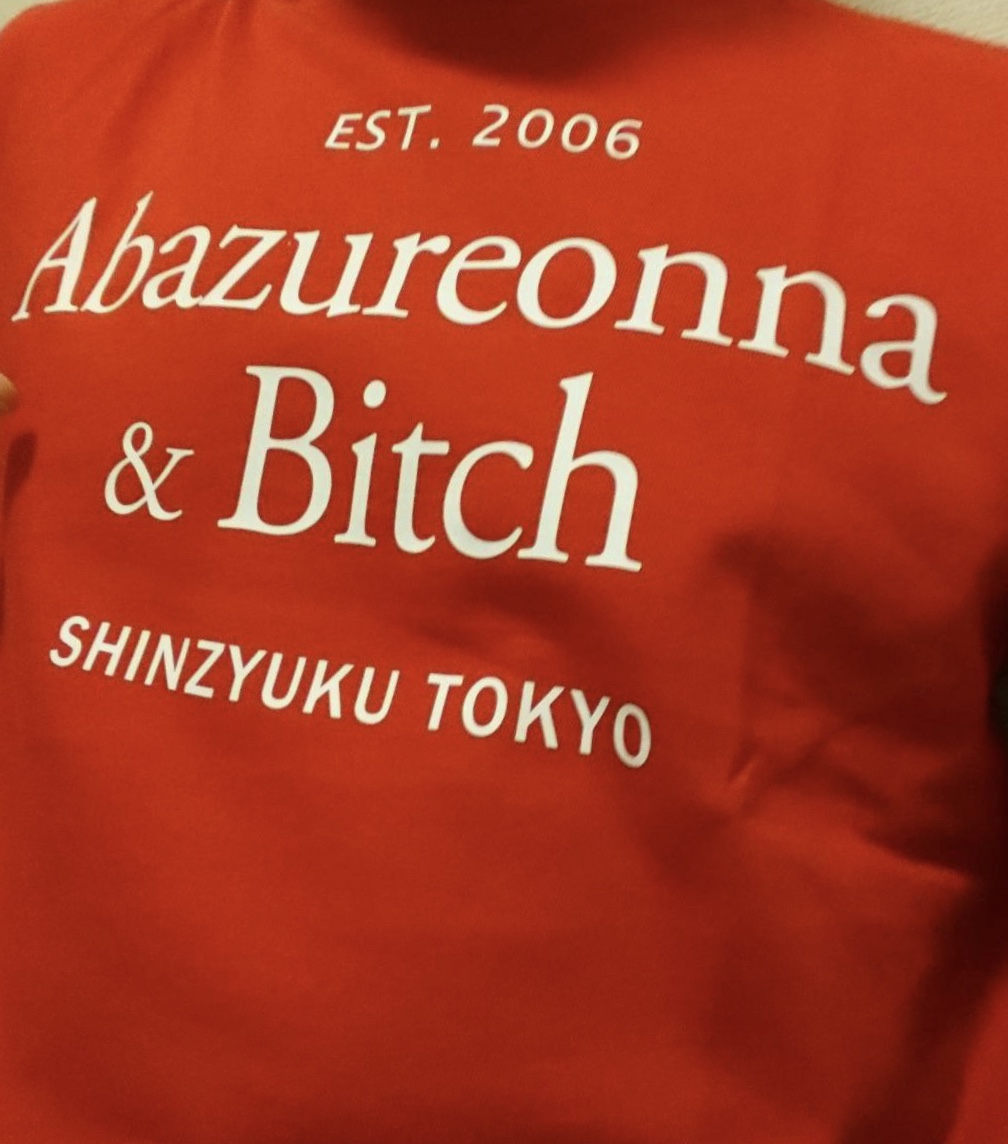 EST. 2006
Abazureonna
& Bitch
SHINZYUKU TOKYO